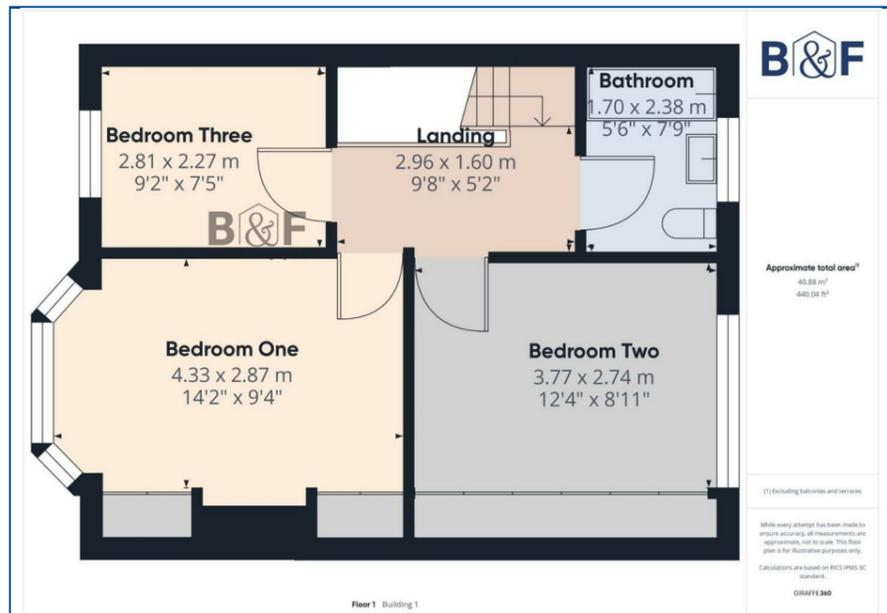 B&F
Bathroom
1.70 x 2.38 m
5'6" x 7'9"
Bedroom Three
2.81 x 2.27 m
9'2" x 7'5"
Landing
2.96 x 1.60 m
9'8" x 5'2"
B&F
Approximate total area(1)
40.88 m²
440.04 ft²
Bedroom One
4.33 x 2.87 m
14'2" x 9'4"
Bedroom Two
3.77 x 2.74 m
12'4" x 8'11"
(1) Excluding balconies and terraces
While every attempt has been made to
ensure accuracy, all measurements are
approximate, not to scale. This floor
plan is for illustrative purposes only.
Calculations are based on RICS IPMS 3C
standard.
GIRAFFE360
Floor 1 Building 1